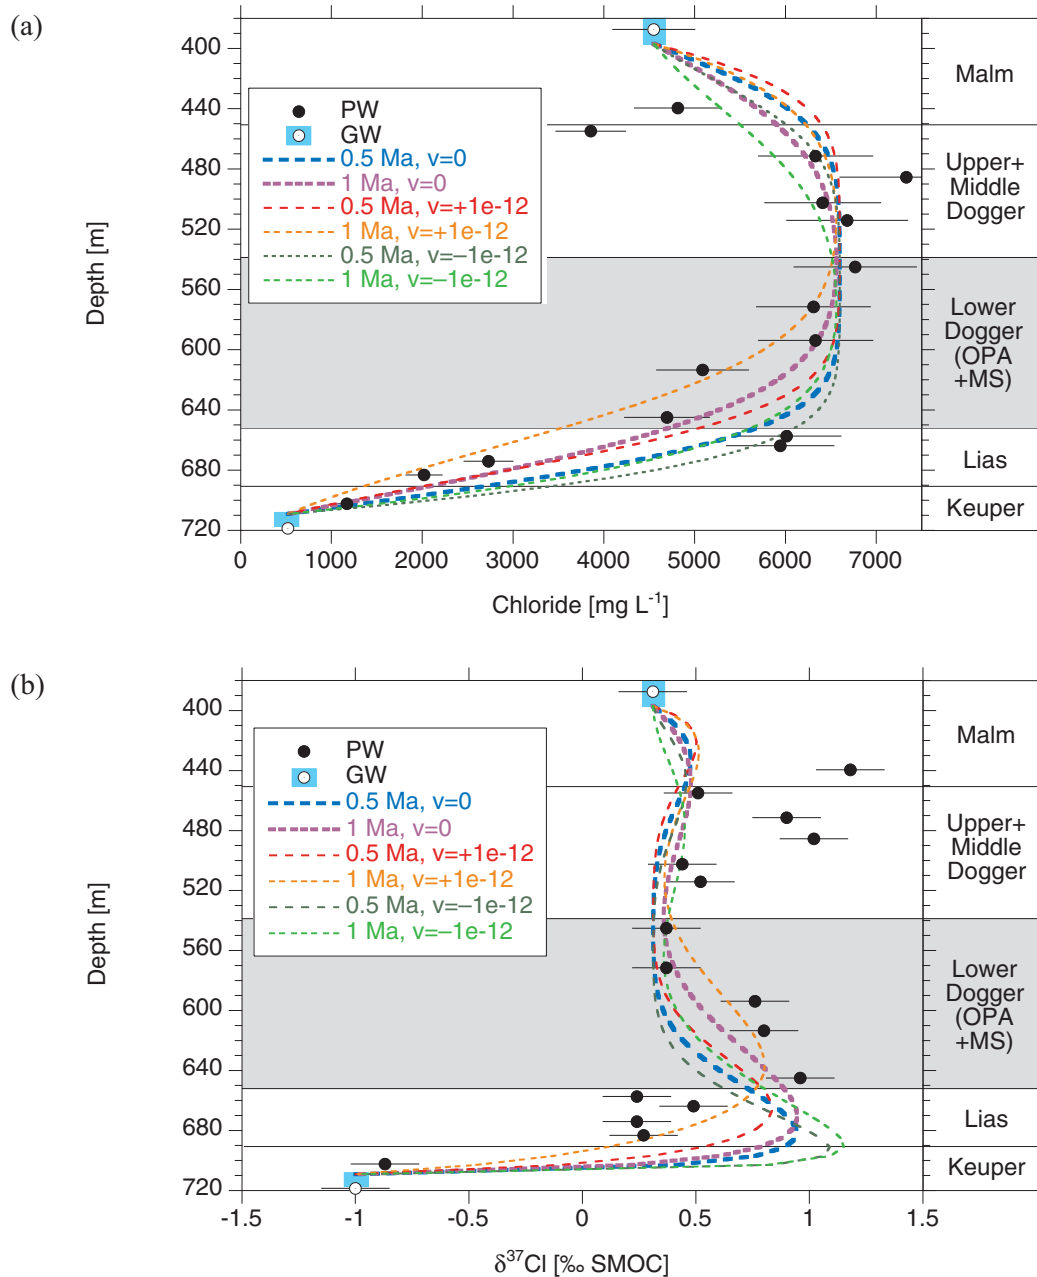 (a)
400
440
480
520
560
600
640
680
720
Depth [m]
PW
GW
0.5 Ma, v=0
1 Ma, v=0
0.5 Ma, v=+1e-12
1 Ma, v=+1e-12
0.5 Ma, v=–1e-12
1 Ma, v=–1e-12
Malm
Upper+
Middle
Dogger
Lower
Dogger
(OPA
+MS)
Lias
Keuper
0 1000 2000 3000 4000 5000 6000 7000
Chloride [mg L⁻¹]
(b)
400
440
480
520
560
600
640
680
720
Depth [m]
PW
GW
0.5 Ma, v=0
1 Ma, v=0
0.5 Ma, v=+1e-12
1 Ma, v=+1e-12
0.5 Ma, v=–1e-12
1 Ma, v=–1e-12
Malm
Upper+
Middle
Dogger
Lower
Dogger
(OPA
+MS)
Lias
Keuper
-1.5 -1 -0.5 0 0.5 1 1.5
δ³⁷Cl [‰ SMOC]